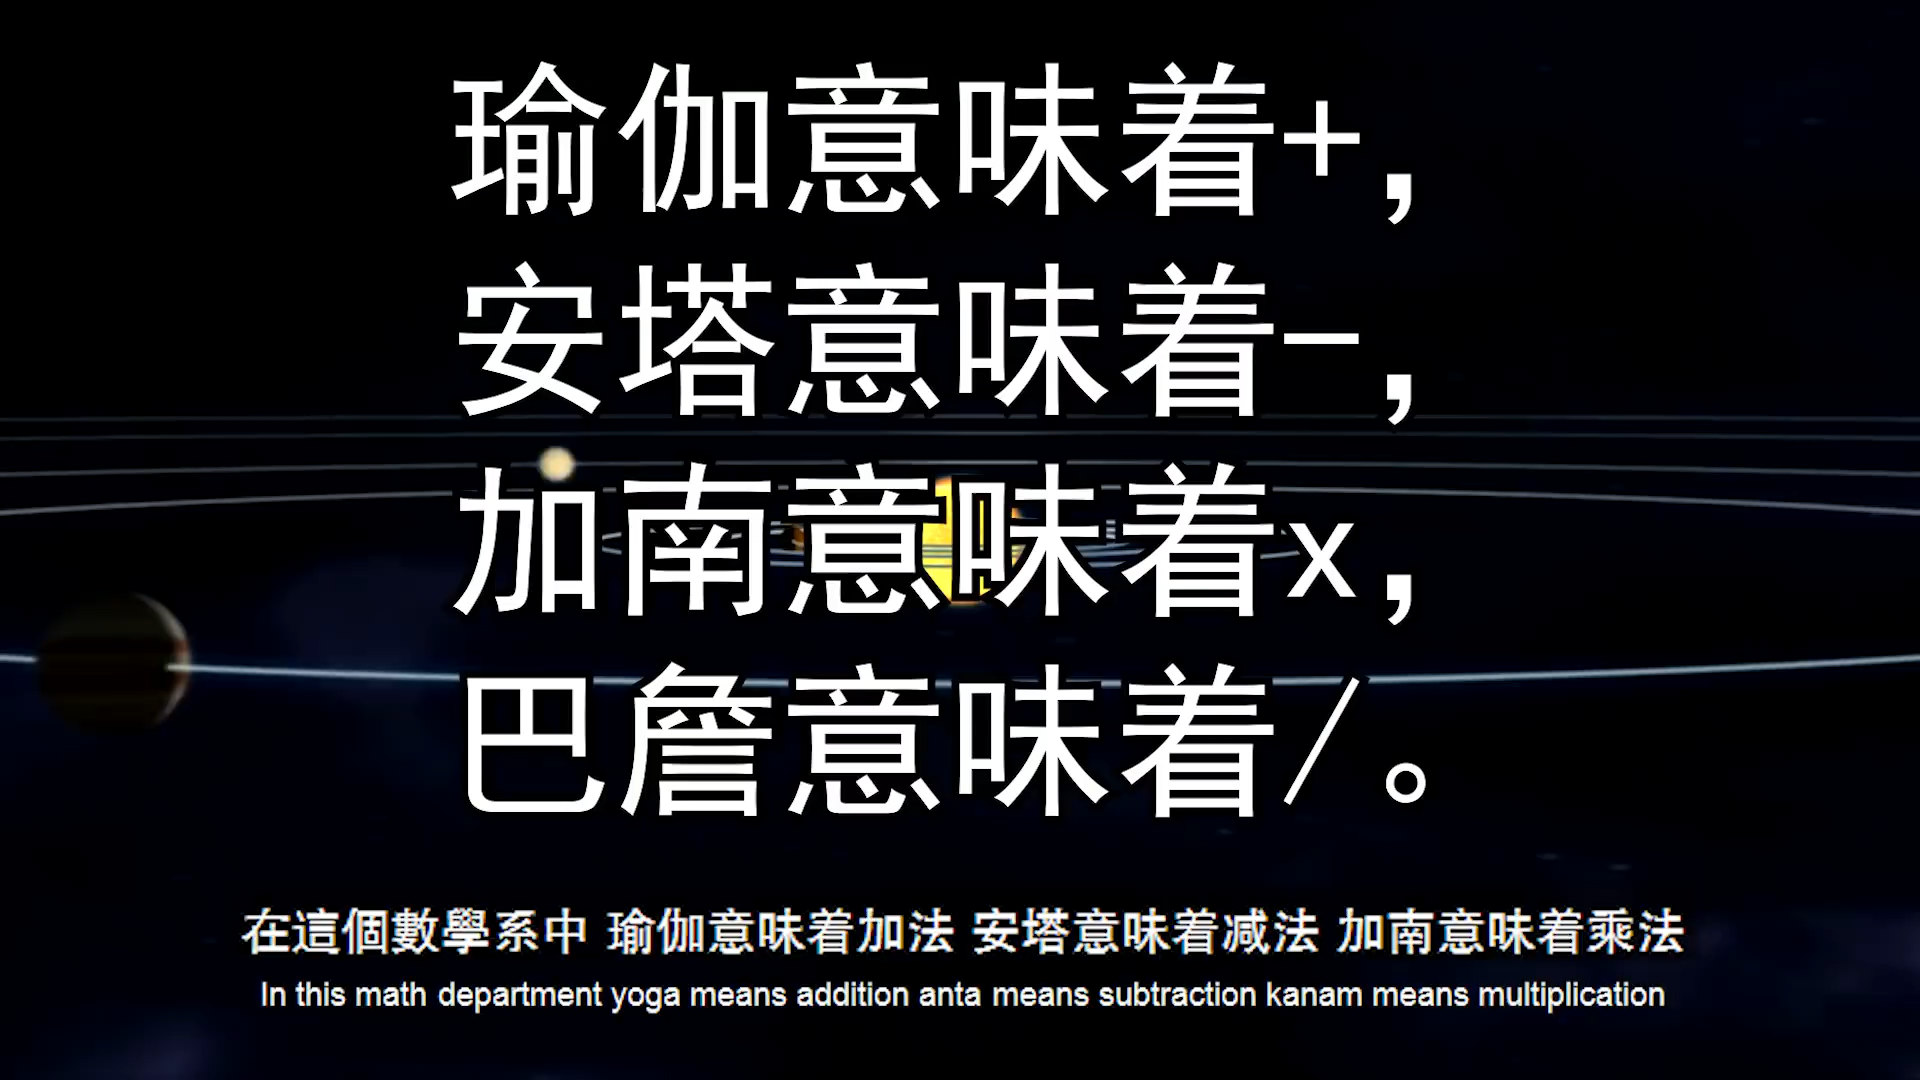 瑜伽意味着+，
安塔意味着-，
加南意味着x，
巴詹意味着/。
在這個數學系中 瑜伽意味着加法 安塔意味着减法 加南意味着乘法
In this math department yoga means addition anta means subtraction kanam means multiplication